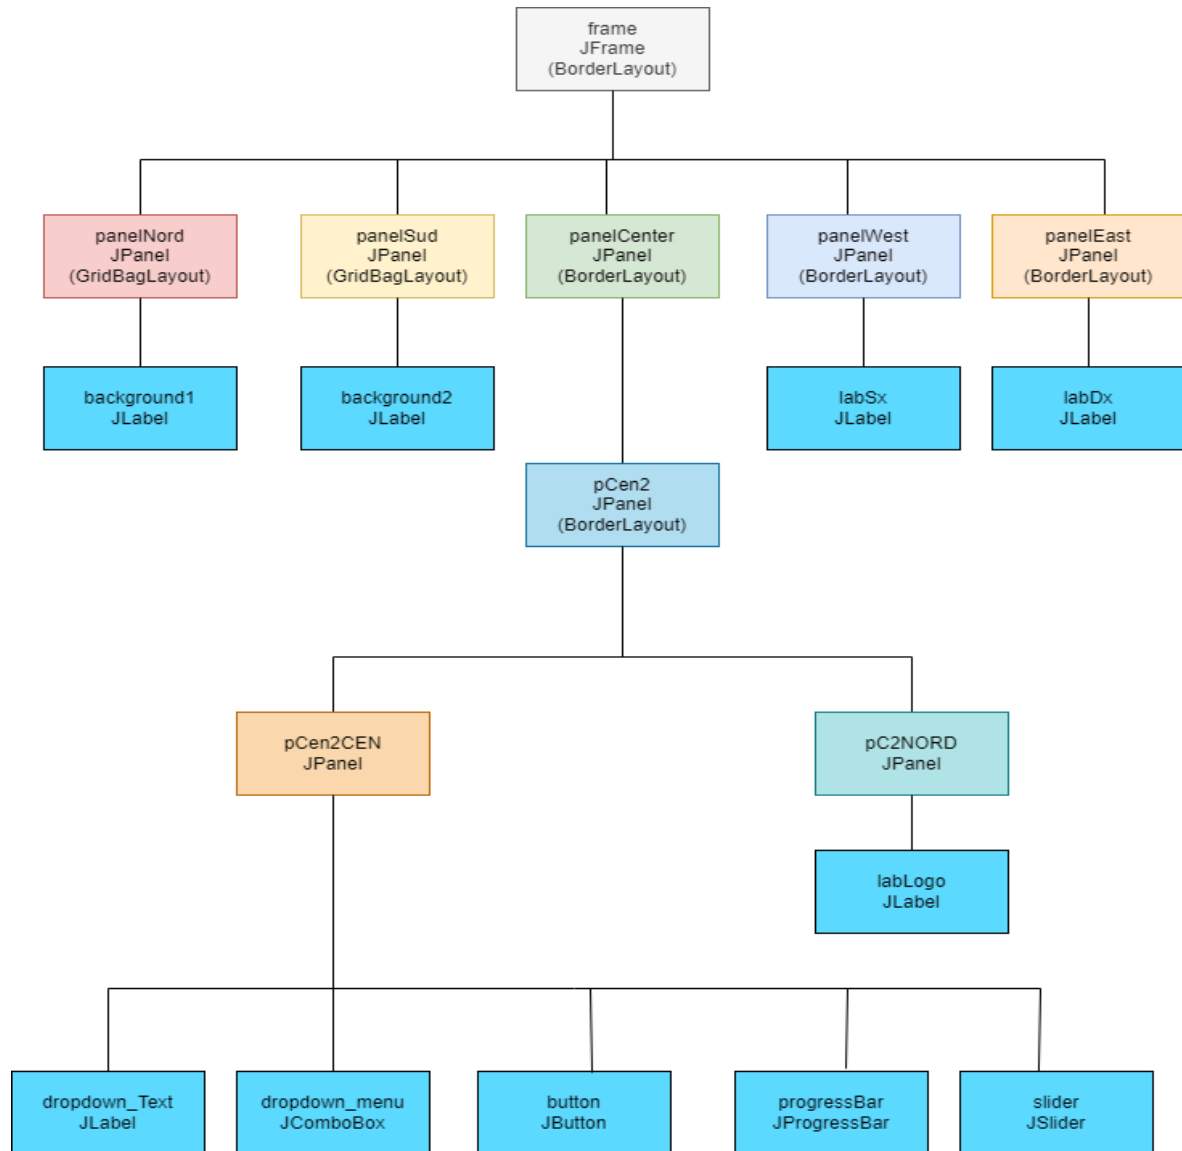 frame
JFrame
(BorderLayout)
panelNord
JPanel
(GridBagLayout)
panelSud
JPanel
(GridBagLayout)
panelCenter
JPanel
(BorderLayout)
panelWest
JPanel
(BorderLayout)
panelEast
JPanel
(BorderLayout)
background1
JLabel
background2
JLabel
labSx
JLabel
labDx
JLabel
pCen2
JPanel
(BorderLayout)
pCen2CEN
JPanel
pC2NORD
JPanel
labLogo
JLabel
dropdown_Text
JLabel
dropdown_menu
JComboBox
button
JButton
progressBar
JProgressBar
slider
JSlider